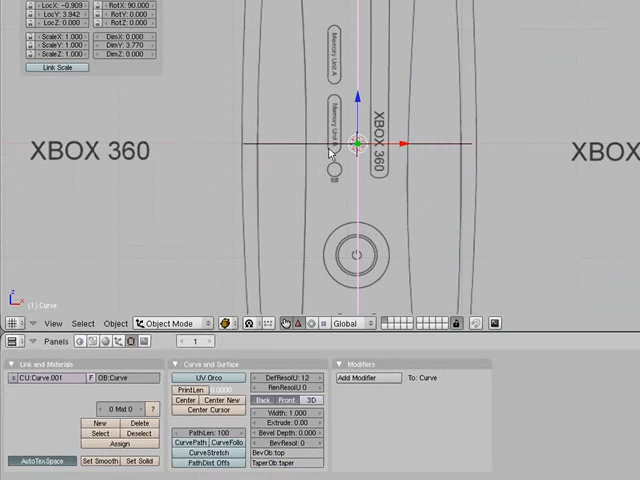 LocX: -0.909 RotX: 90.000
LocY: 3.942 RotY: 0.000
LocZ: 0.000 RotZ: 0.000
ScaleX: 1.000 DimX: 0.000
ScaleY: 1.000 DimY: 3.770
ScaleZ: 1.000 DimZ: 0.000
Link Scale
Memory Unit A
Memory Unit B
XBOX 360
XBOX 360
XBO
(1) Curve
View Select Object Object Mode Global
Panels 1
Link and Materials
CU:Curve.001 F OB:Curve
0 Mat 0 ?
New Delete
Select Deselect
Assign
AutoTexSpace Set Smooth Set Solid
Curve and Surface
UV Orco
PrintLen 0.0000
Center Center New
Center Cursor
PathLen: 100
CurvePath CurveFollo
CurveStretch
PathDist Offs
DefResolU: 12
RenResolU 0
Back Front 3D
Width: 1.000
Extrude: 0.00
Bevel Depth: 0.000
BevResol: 0
BevOb:top
TaperOb:taper
Modifiers
Add Modifier To: Curve